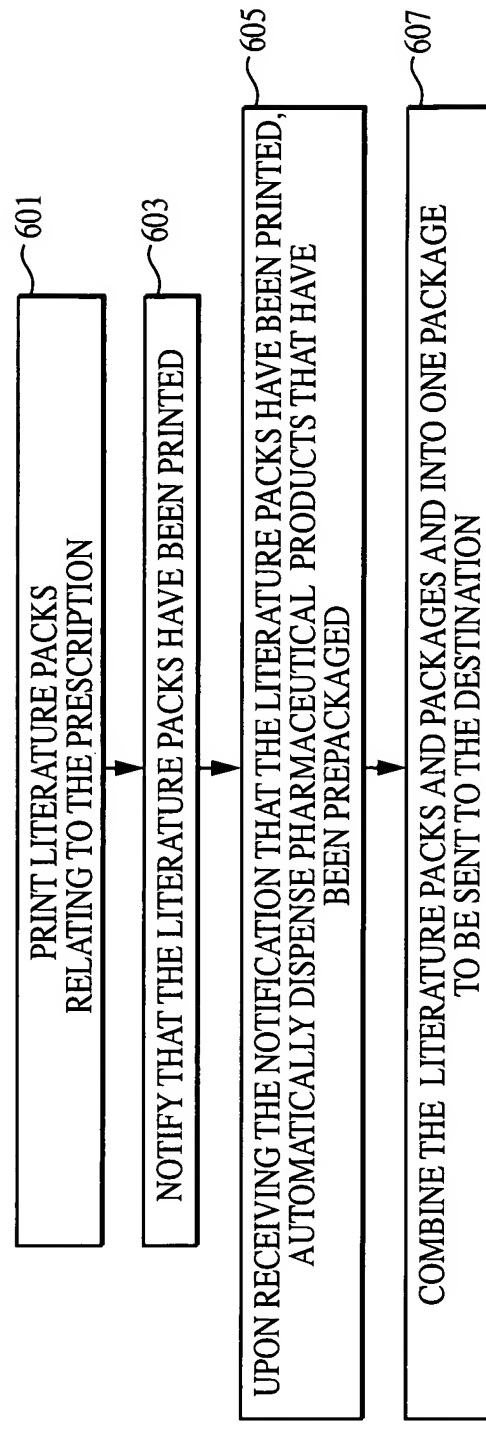 601
PRINT LITERATURE PACKS
RELATING TO THE PRESCRIPTION
603
NOTIFY THAT THE LITERATURE PACKS HAVE BEEN PRINTED
605
UPON RECEIVING THE NOTIFICATION THAT THE LITERATURE PACKS HAVE BEEN PRINTED,
AUTOMATICALLY DISPENSE PHARMACEUTICAL PRODUCTS THAT HAVE
BEEN PREPACKAGED
607
COMBINE THE LITERATURE PACKS AND PACKAGES AND INTO ONE PACKAGE
TO BE SENT TO THE DESTINATION